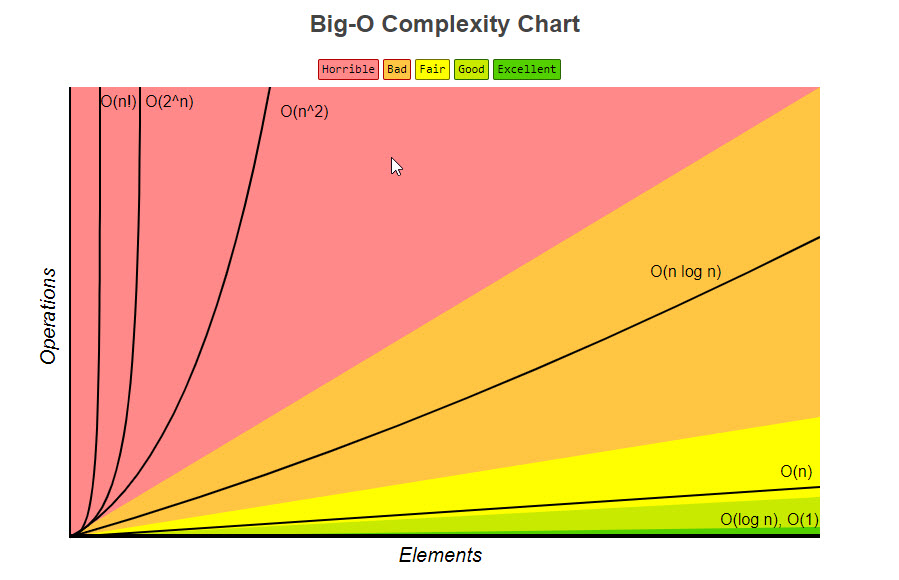 Big-O Complexity Chart
Horrible Bad Fair Good Excellent
O(n!) O(2^n)
O(n^2)
O(n log n)
O(n)
O(log n), O(1)
Operations
Elements